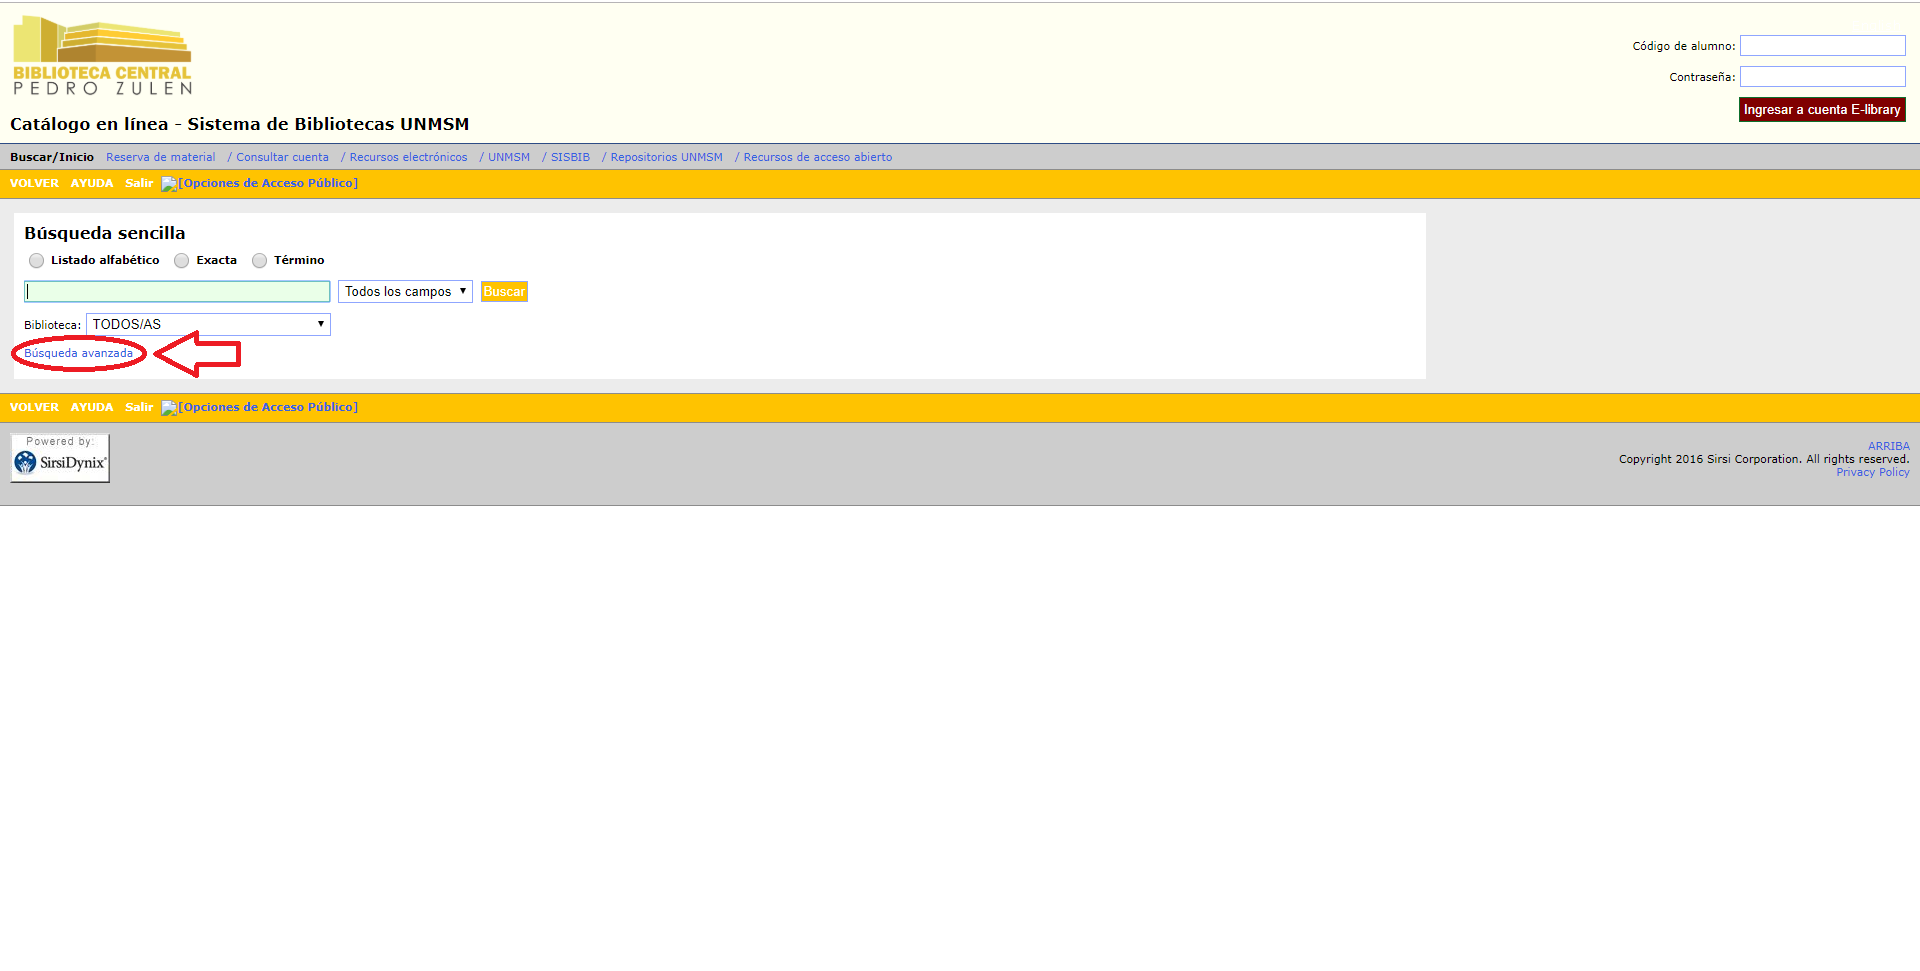 BIBLIOTECA CENTRAL
PEDRO ZULEN
Código de alumno:
Contraseña:
Ingresar a cuenta E-library
Catálogo en línea - Sistema de Bibliotecas UNMSM
Buscar/Inicio Reserva de material / Consultar cuenta / Recursos electrónicos / UNMSM / SISBIB / Repositorios UNMSM / Recursos de acceso abierto
VOLVER AYUDA Salir [Opciones de Acceso Público]
Búsqueda sencilla
Listado alfabético Exacta Término
Todos los campos Buscar
Biblioteca: TODOS/AS
Búsqueda avanzada
VOLVER AYUDA Salir [Opciones de Acceso Público]
Powered by:
SirsiDynix
ARRIBA
Copyright 2016 Sirsi Corporation. All rights reserved.
Privacy Policy